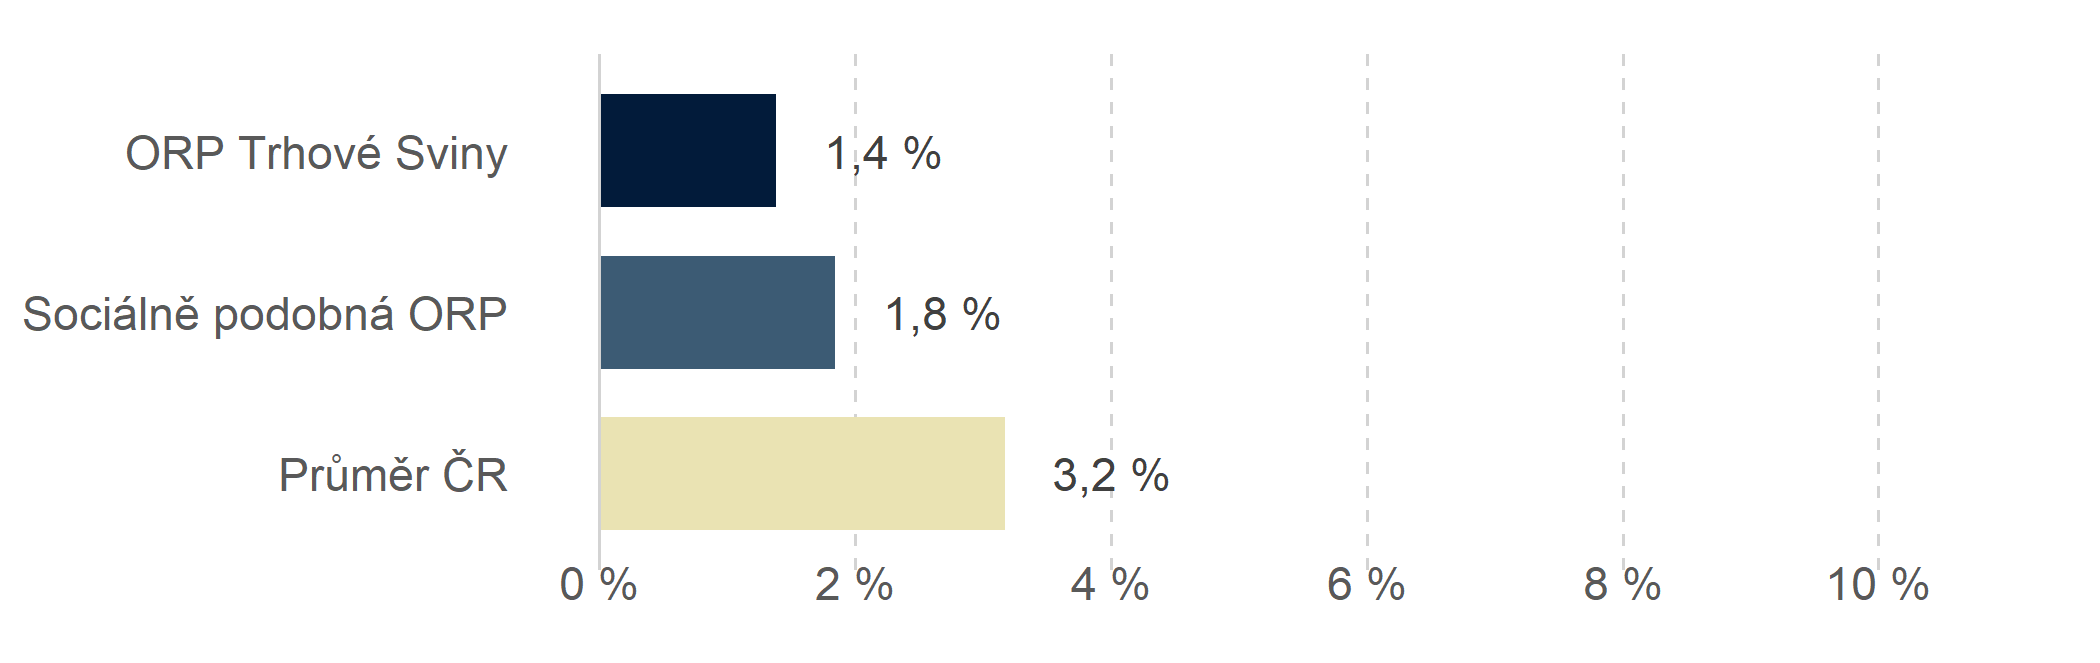 ORP Trhové Sviny 1,4 %
Sociálně podobná ORP 1,8 %
Průměr ČR 3,2 %
0 % 2 % 4 % 6 % 8 % 10 %